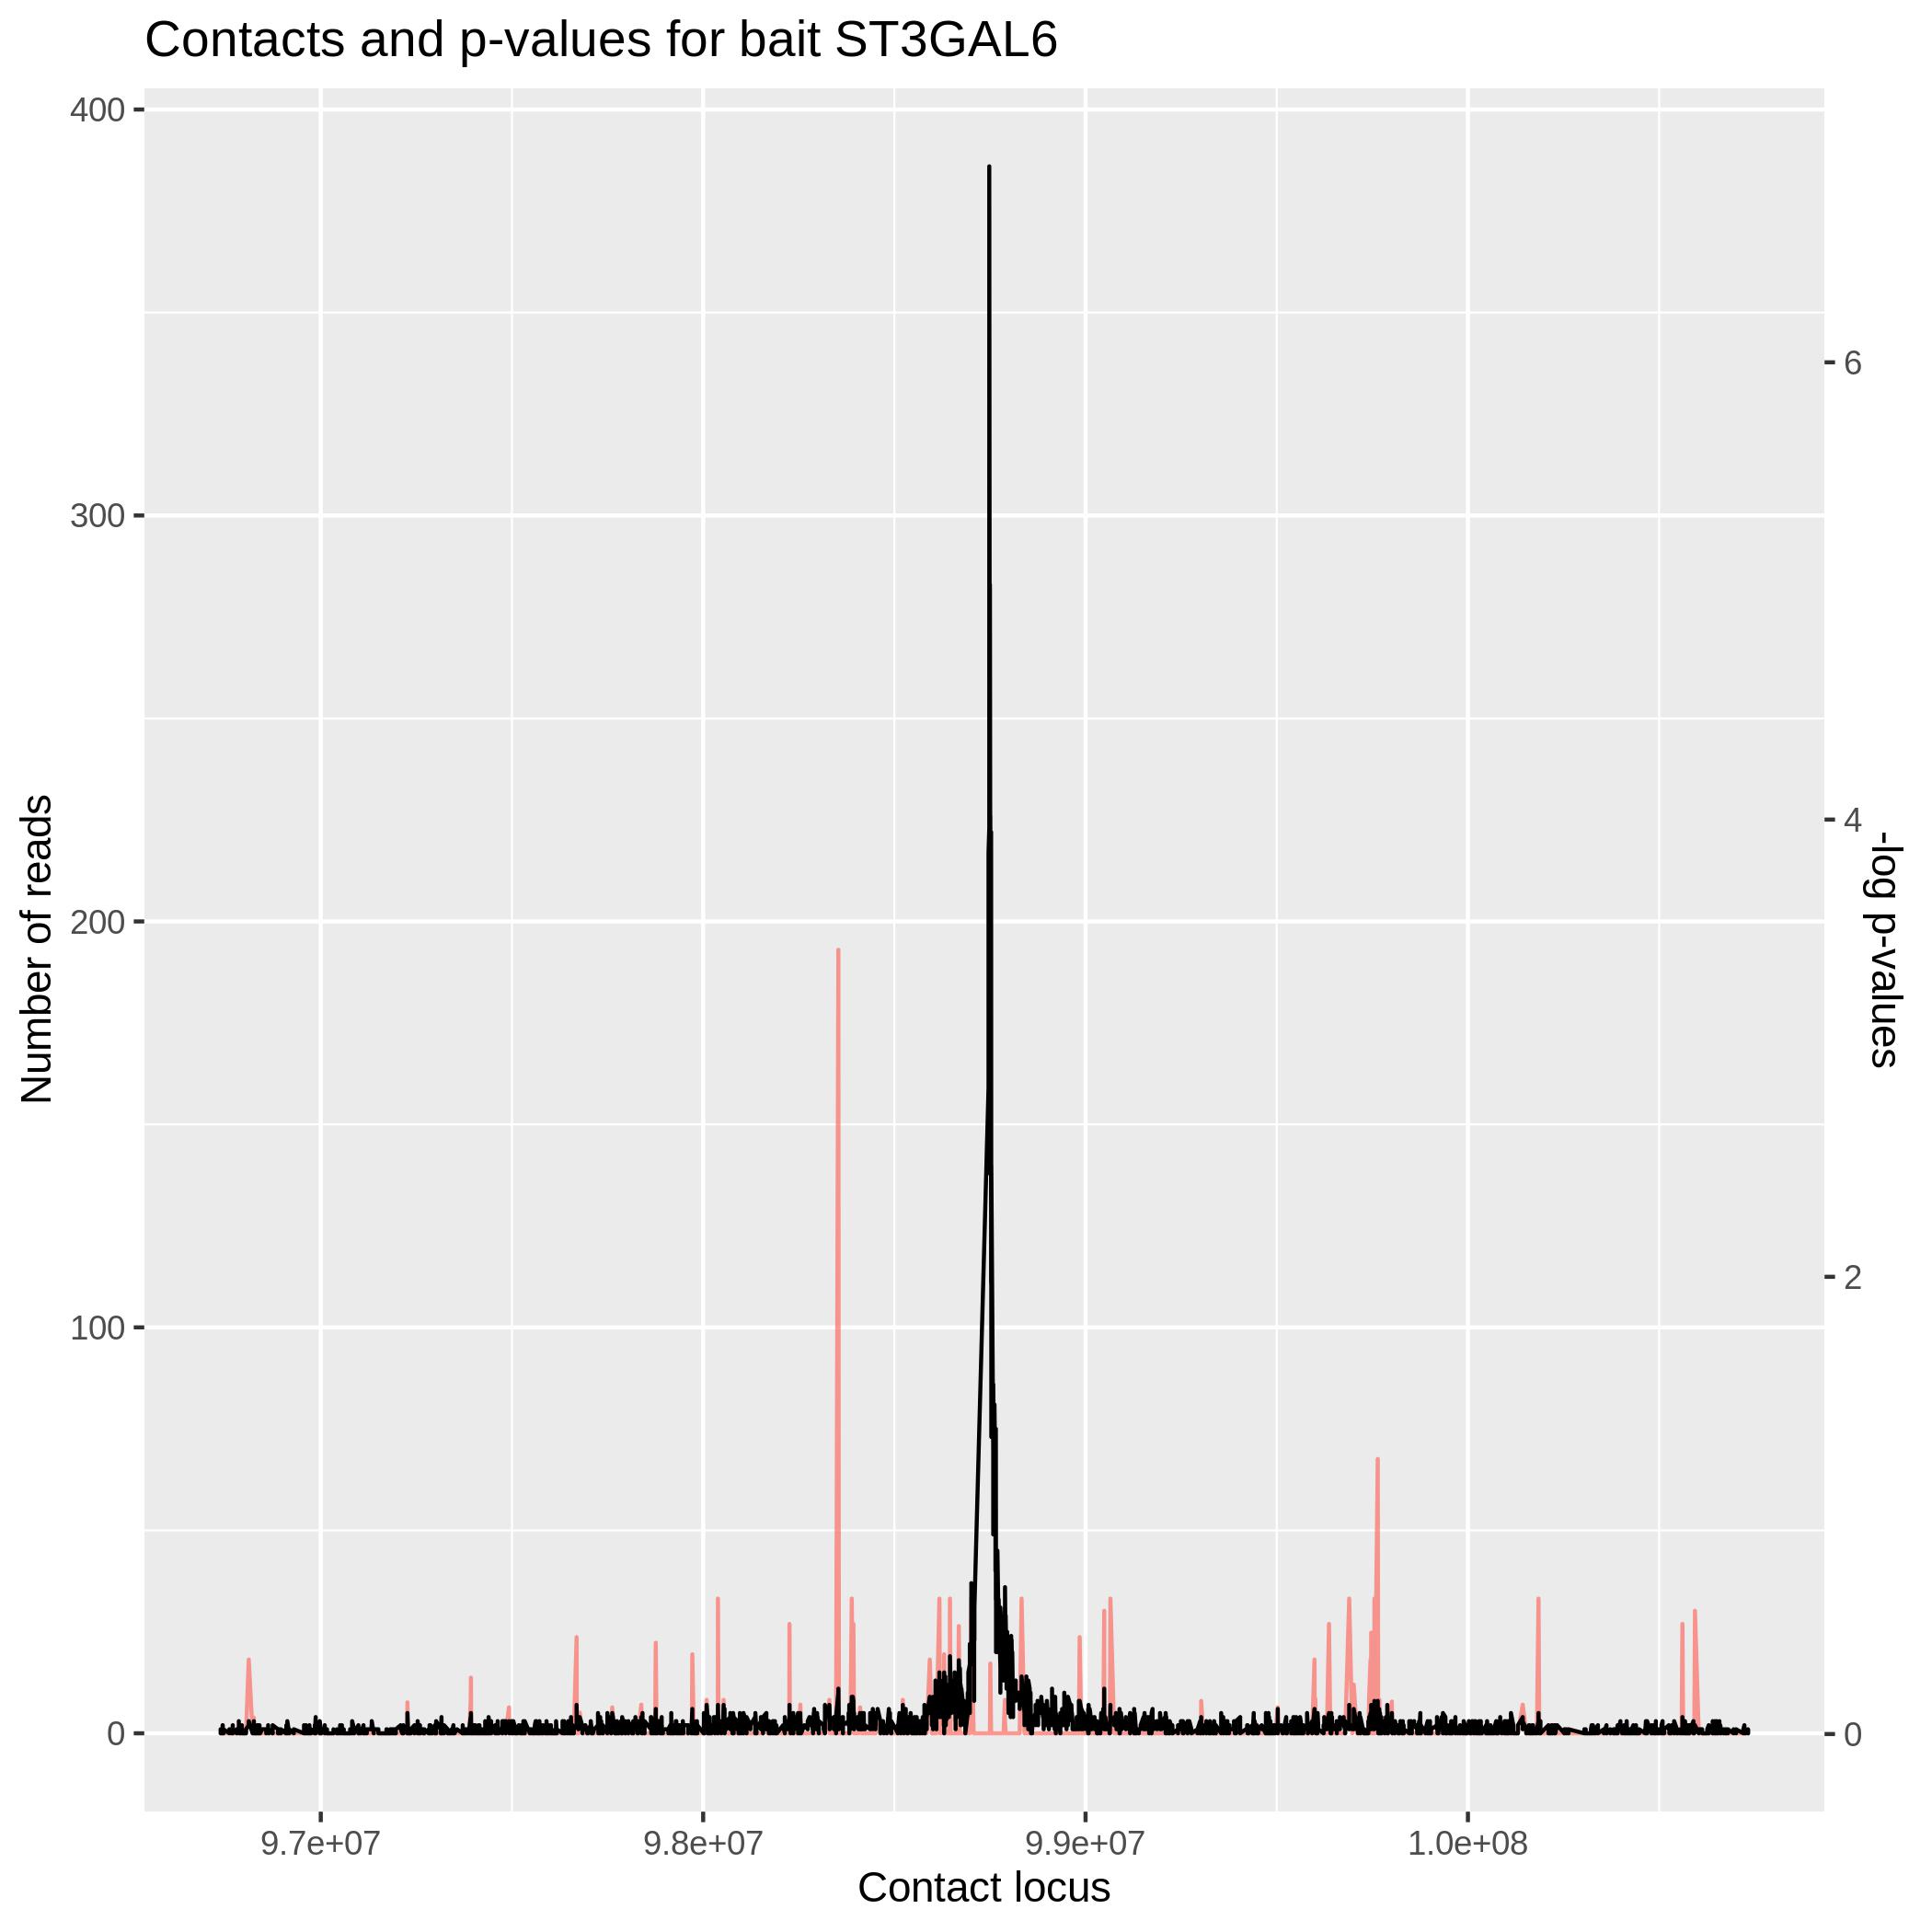 Contacts and p-values for bait ST3GAL6
400
300
200
100
0
Number of reads
6
4
2
0
-log p-values
9.7e+07
9.8e+07
9.9e+07
1.0e+08
Contact locus